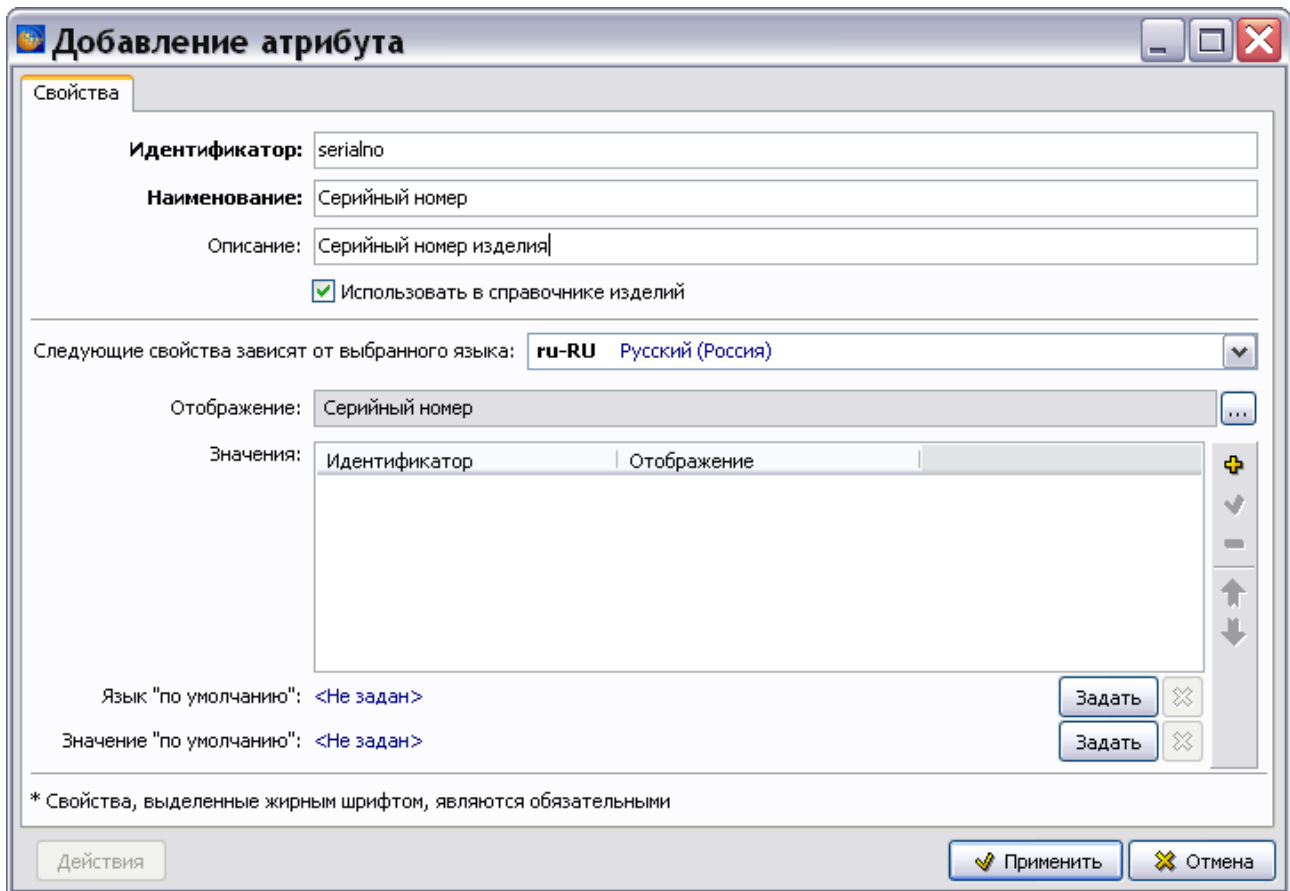 Добавление атрибута
Свойства
Идентификатор: serialno
Наименование: Серийный номер
Описание: Серийный номер изделия
Использовать в справочнике изделий
Следующие свойства зависят от выбранного языка: ru-RU Русский (Россия)
Отображение: Серийный номер ...
Значения: Идентификатор Отображение
Язык "по умолчанию": <Не задан> Задать
Значение "по умолчанию": <Не задан> Задать
* Свойства, выделенные жирным шрифтом, являются обязательными
Действия Применить Отмена